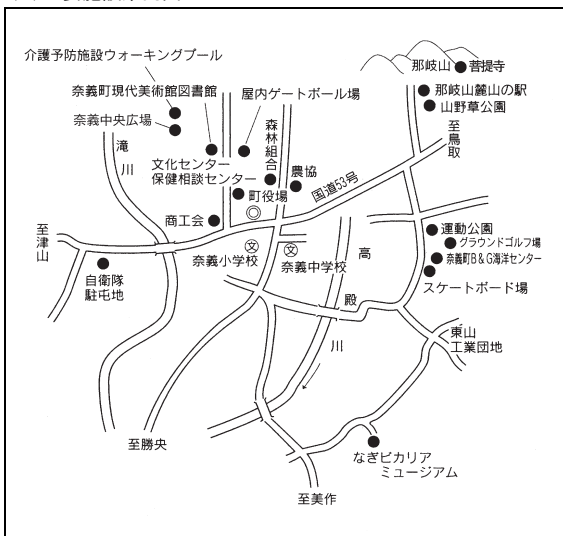 介護予防施設ウォーキングプール
奈義町現代美術館図書館
奈義中央広場
屋内ゲートボール場
那岐山
菩提寺
那岐山麓山の駅
山野草公園
至鳥取
滝川
森林組合
文化センター
保健相談センター
農協
町役場
国道53号
商工会
至津山
自衛隊
駐屯地
文
奈義小学校
文
奈義中学校
高殿川
運動公園
グラウンドゴルフ場
奈義町B&G海洋センター
スケートボード場
東山
工業団地
至勝央
なぎビカリア
ミュージアム
至美作